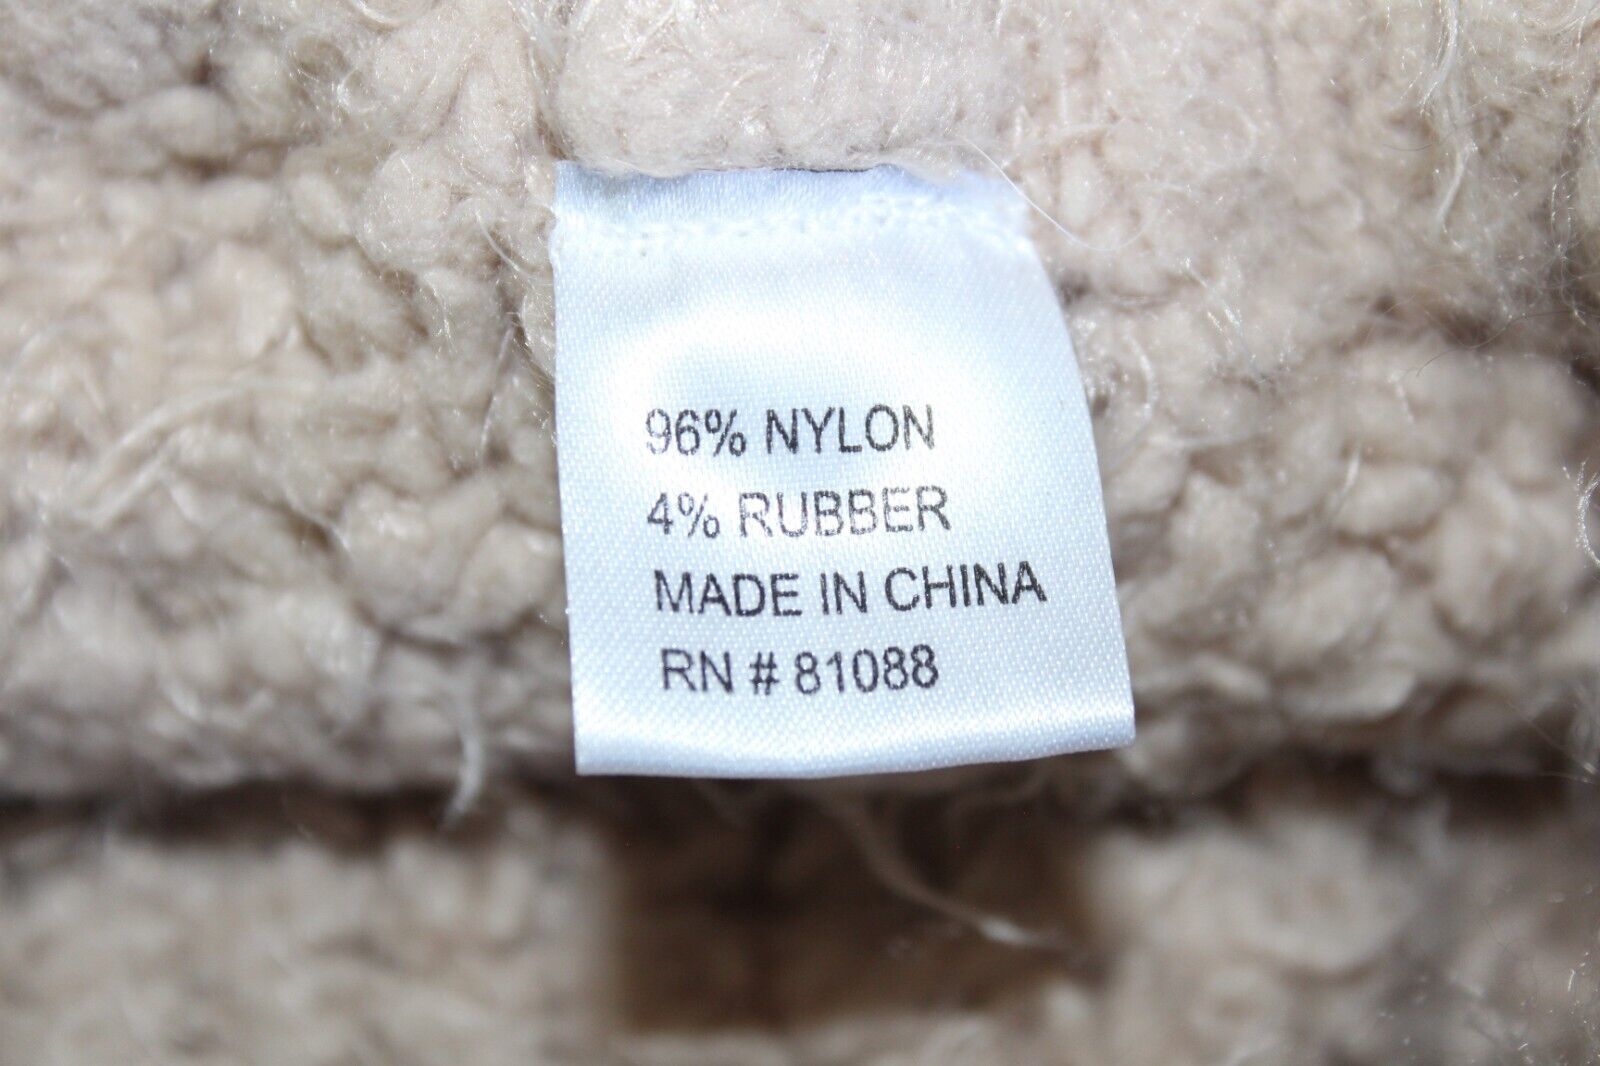 96% NYLON
4% RUBBER
MADE IN CHINA
RN # 81088